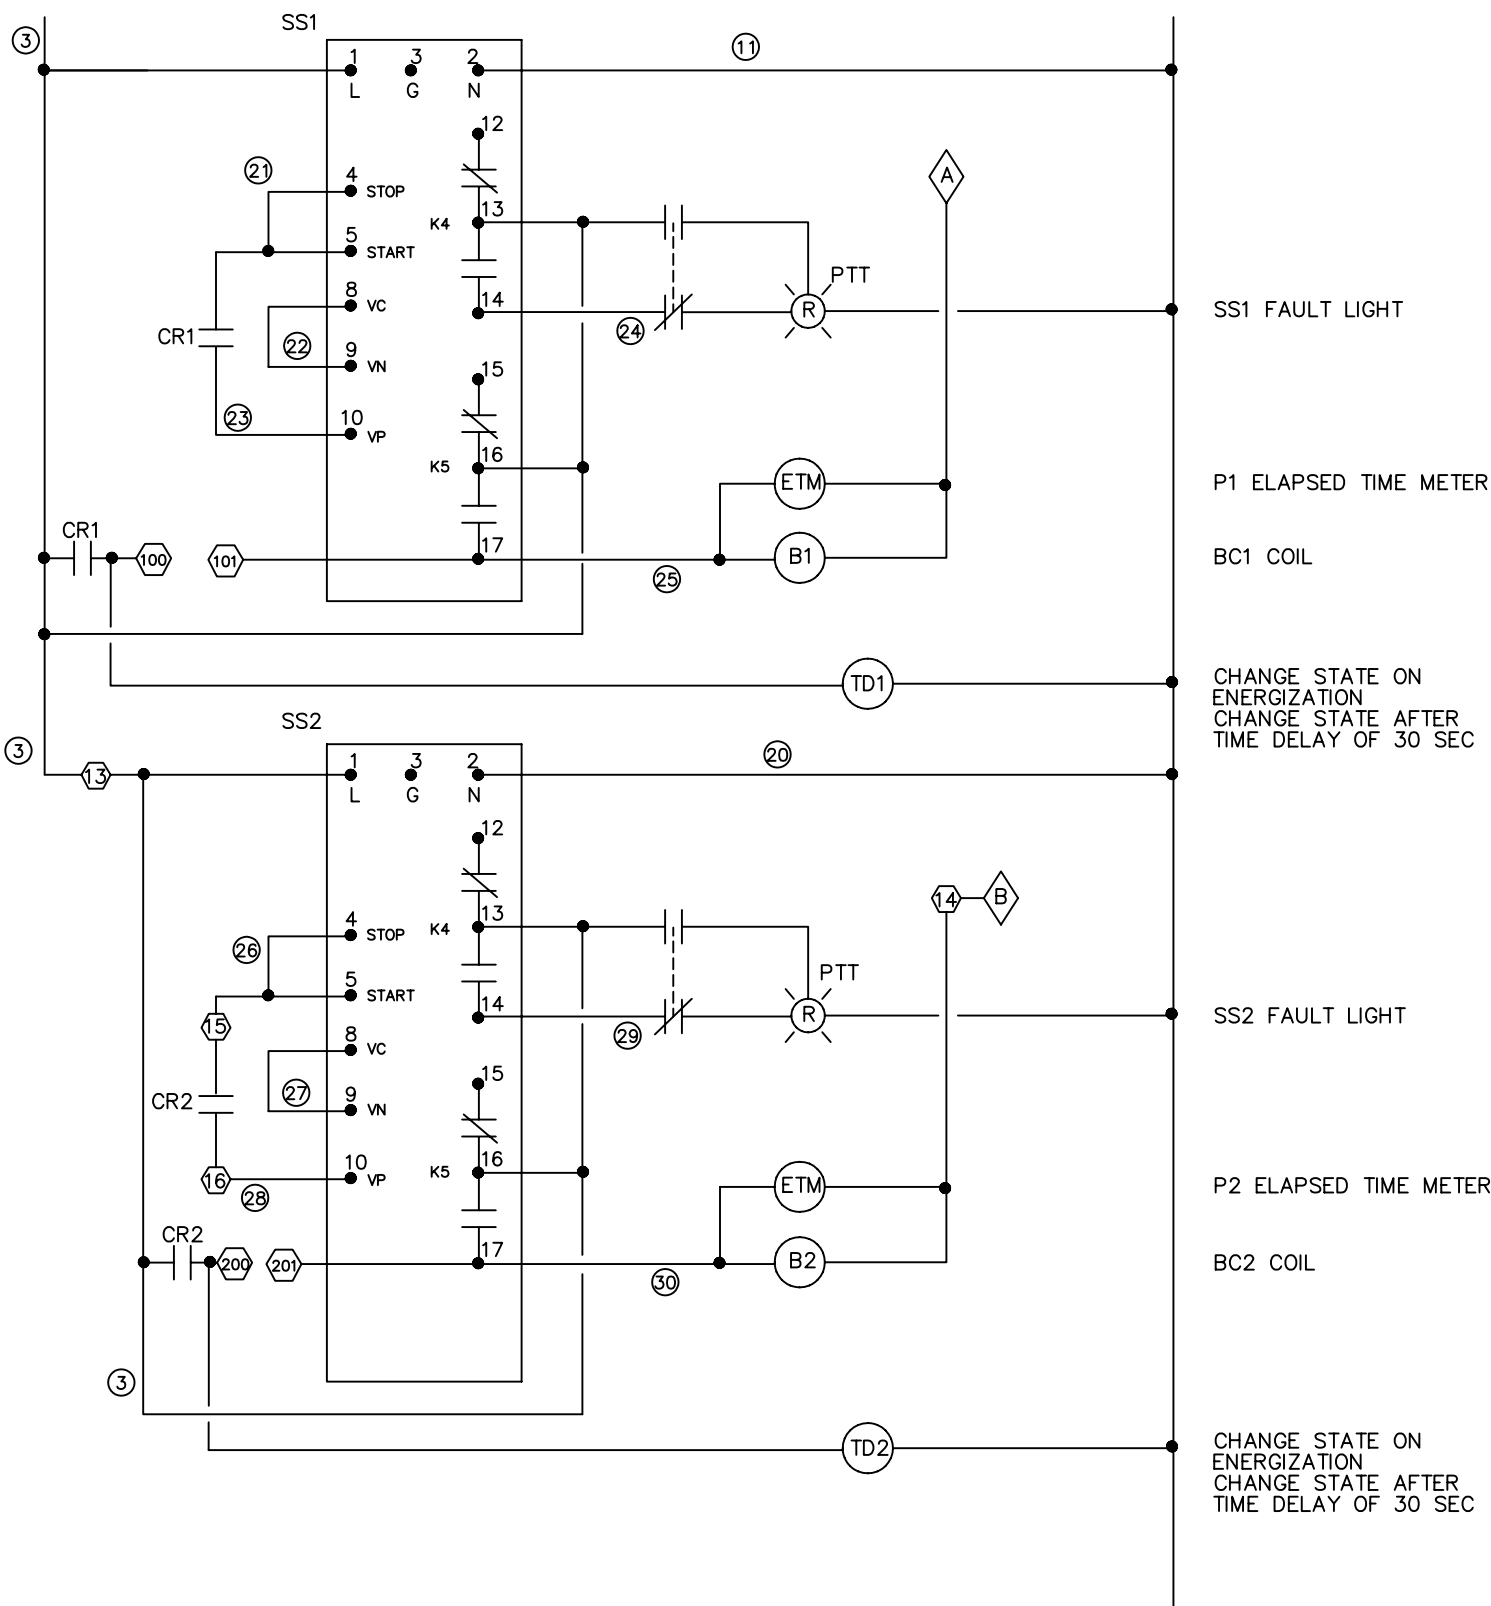 SS1
3
1
3
2
11
L
G
N
12
21
4
STOP
A
13
K4
5
START
PTT
8
VC
14
R
SS1 FAULT LIGHT
CR1
22
24
9
VN
15
23
10
VP
16
K5
ETM
P1 ELAPSED TIME METER
CR1
100
101
17
B1
BC1 COIL
25
TD1
CHANGE STATE ON
ENERGIZATION
CHANGE STATE AFTER
TIME DELAY OF 30 SEC
SS2
3
13
1
3
2
20
L
G
N
12
14
B
4
STOP
13
K4
26
5
START
PTT
15
14
R
SS2 FAULT LIGHT
8
VC
29
15
CR2
27
9
VN
16
K5
10
VP
16
28
ETM
P2 ELAPSED TIME METER
CR2
200
201
17
B2
BC2 COIL
30
3
TD2
CHANGE STATE ON
ENERGIZATION
CHANGE STATE AFTER
TIME DELAY OF 30 SEC